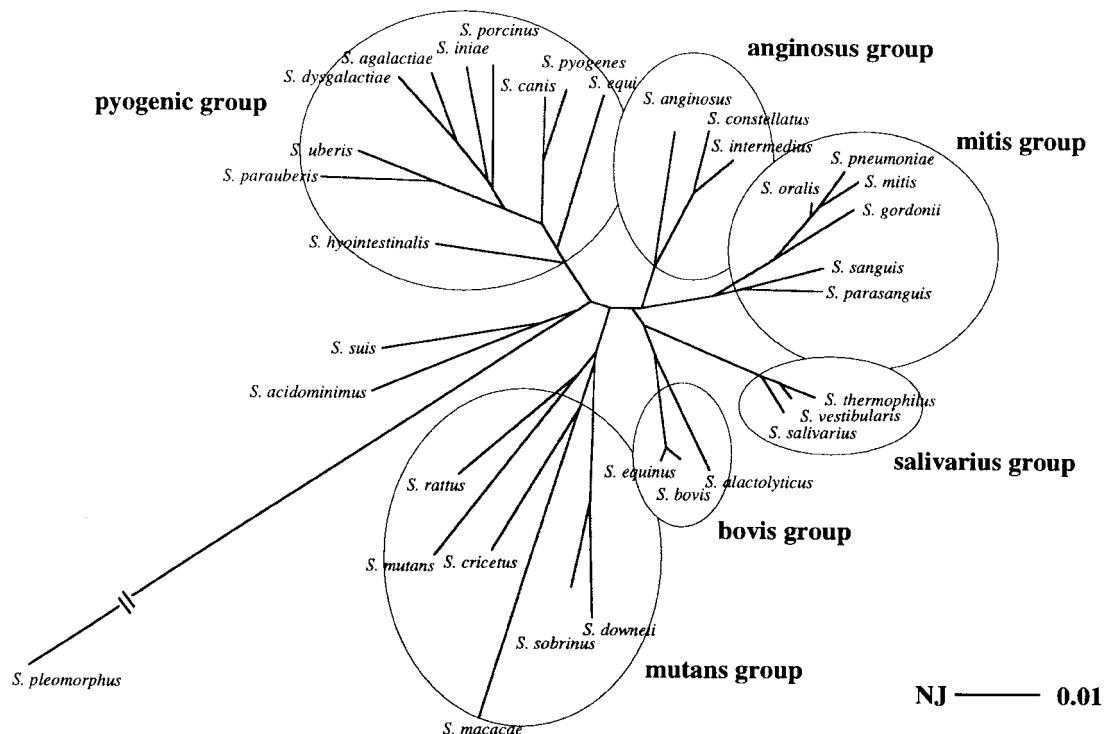 anginosus group
pyogenic group
mitis group
salivarius group
bovis group
mutans group
S. porcinus
S. iniae
S. agalactiae
S. dysgalactiae
S. pyogenes
S. canis
S. equi
S. uberis
S. parauberis
S. hyointestinalis
S. anginosus
S. constellatus
S. intermedius
S. pneumoniae
S. oralis
S. mitis
S. gordonii
S. sanguis
S. parasanguis
S. suis
S. acidominimus
S. thermophilus
S. vestibularis
S. salivarius
S. equinus
S. bovis
S. alactolyticus
S. rattus
S. mutans
S. cricetus
S. sobrinus
S. downeii
S. macacae
S. pleomorphus
NJ 0.01